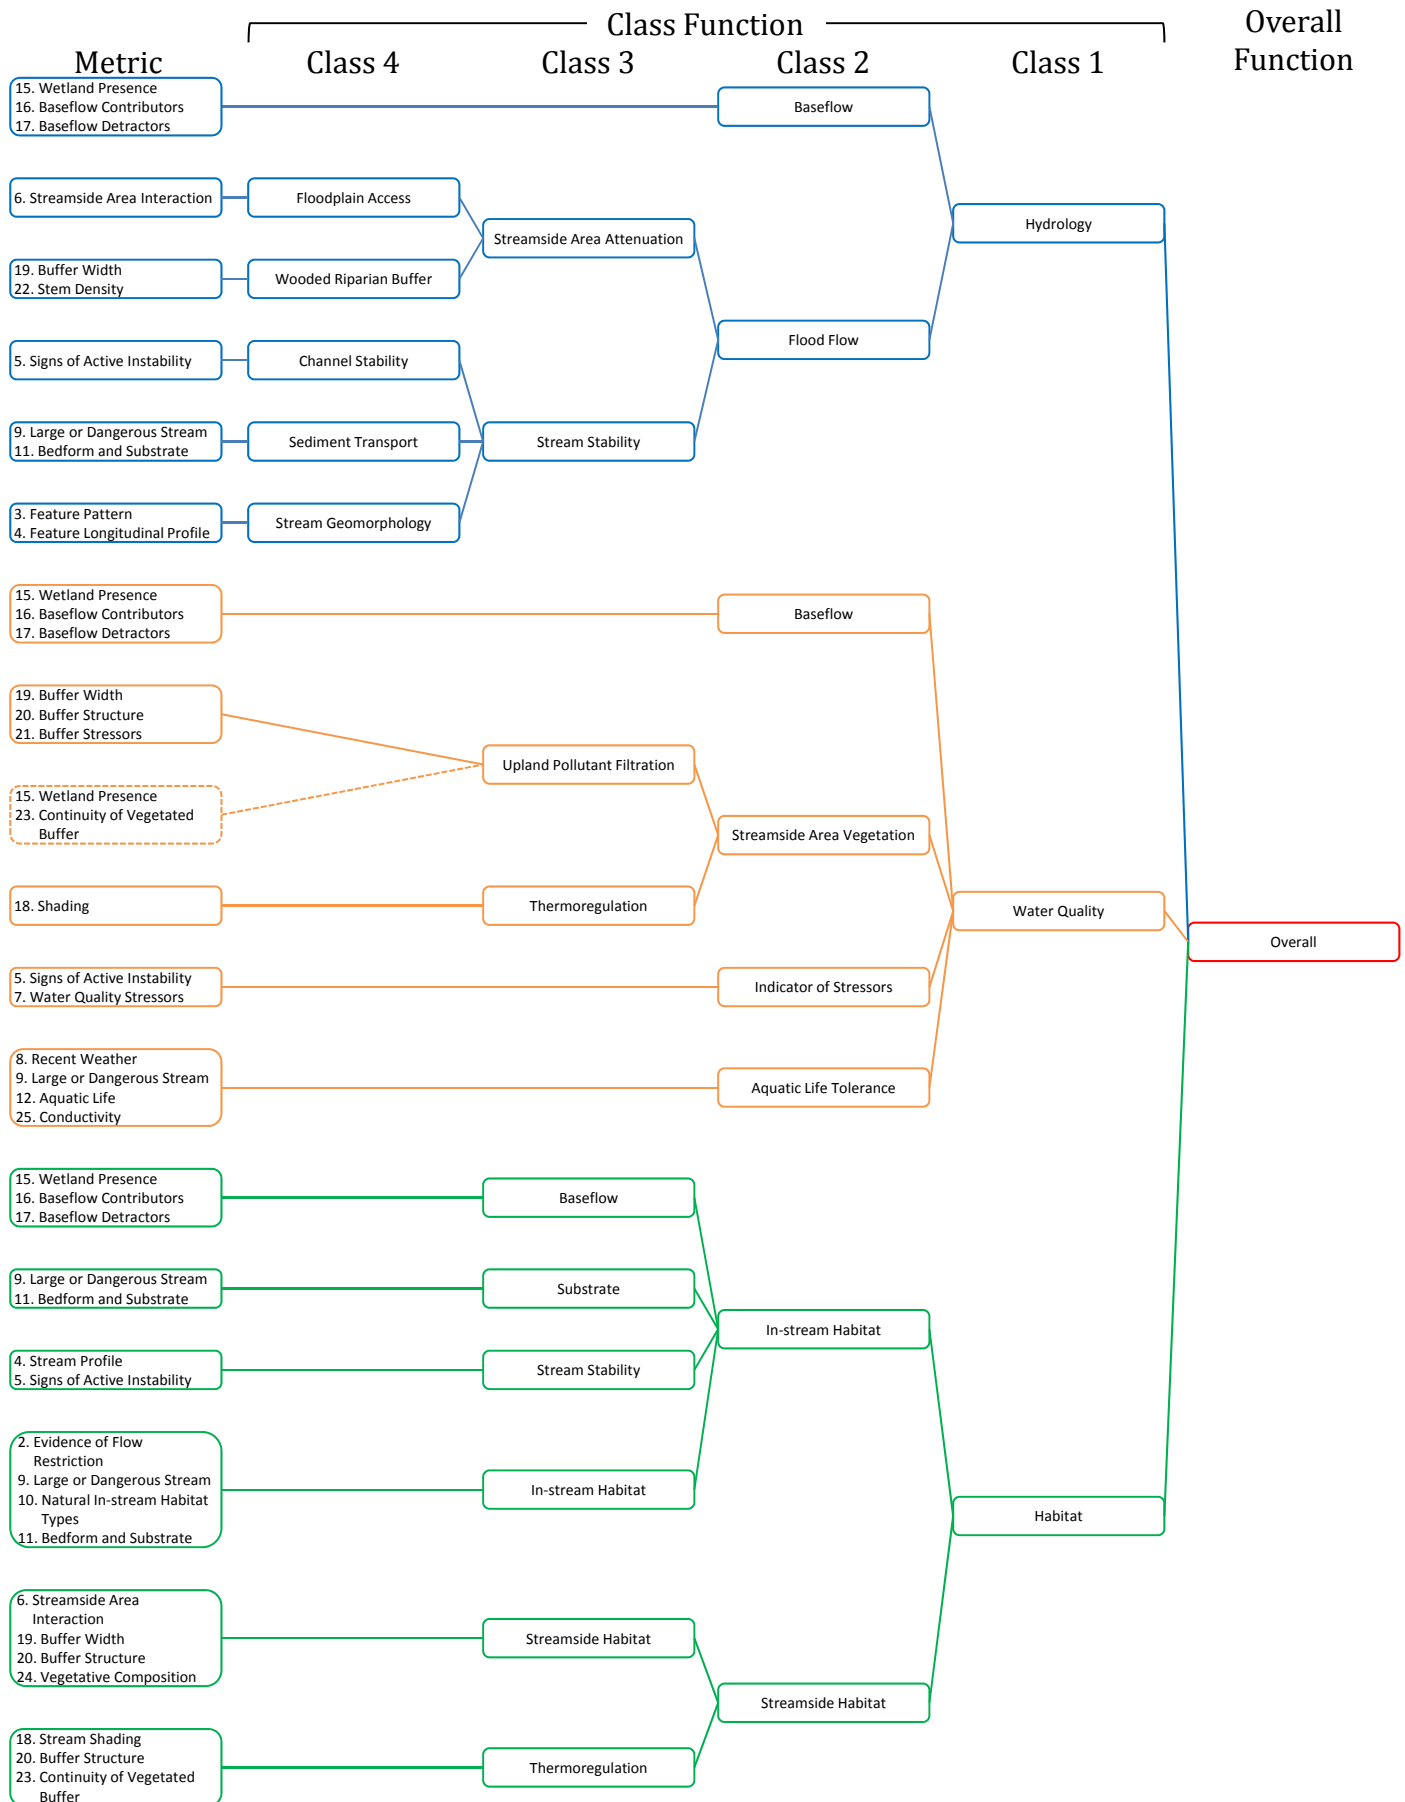 Class Function
Overall
Function
Metric
Class 4
Class 3
Class 2
Class 1
15. Wetland Presence
16. Baseflow Contributors
17. Baseflow Detractors
Baseflow
6. Streamside Area Interaction
Floodplain Access
Streamside Area Attenuation
Hydrology
19. Buffer Width
22. Stem Density
Wooded Riparian Buffer
Flood Flow
5. Signs of Active Instability
Channel Stability
9. Large or Dangerous Stream
11. Bedform and Substrate
Sediment Transport
Stream Stability
3. Feature Pattern
4. Feature Longitudinal Profile
Stream Geomorphology
15. Wetland Presence
16. Baseflow Contributors
17. Baseflow Detractors
Baseflow
19. Buffer Width
20. Buffer Structure
21. Buffer Stressors
Upland Pollutant Filtration
15. Wetland Presence
23. Continuity of Vegetated
Buffer
Streamside Area Vegetation
18. Shading
Thermoregulation
Water Quality
Overall
5. Signs of Active Instability
7. Water Quality Stressors
Indicator of Stressors
8. Recent Weather
9. Large or Dangerous Stream
12. Aquatic Life
25. Conductivity
Aquatic Life Tolerance
15. Wetland Presence
16. Baseflow Contributors
17. Baseflow Detractors
Baseflow
9. Large or Dangerous Stream
11. Bedform and Substrate
Substrate
In-stream Habitat
4. Stream Profile
5. Signs of Active Instability
Stream Stability
2. Evidence of Flow
Restriction
9. Large or Dangerous Stream
10. Natural In-stream Habitat
Types
11. Bedform and Substrate
In-stream Habitat
Habitat
6. Streamside Area
Interaction
19. Buffer Width
20. Buffer Structure
24. Vegetative Composition
Streamside Habitat
Streamside Habitat
18. Stream Shading
20. Buffer Structure
23. Continuity of Vegetated
Buffer
Thermoregulation